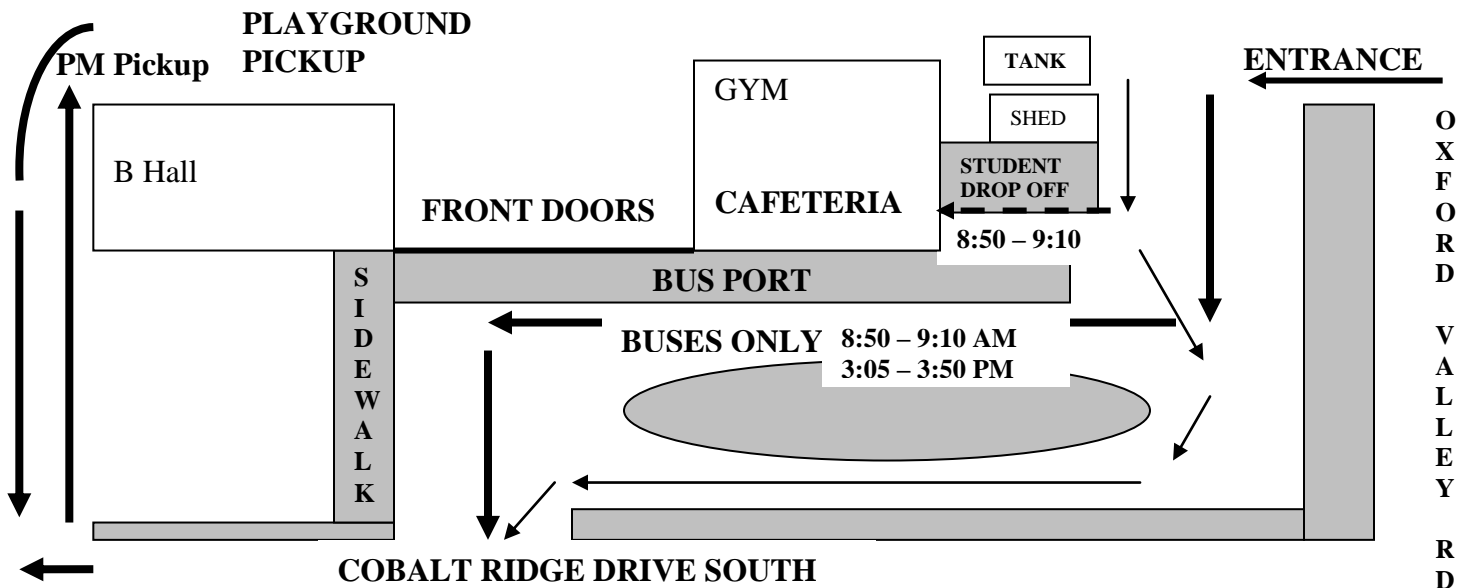 PLAYGROUND
PICKUP
PM Pickup
TANK
ENTRANCE
GYM
SHED
B Hall
STUDENT
DROP OFF
FRONT DOORS
CAFETERIA
8:50 – 9:10
BUS PORT
SIDEWALK
BUSES ONLY
8:50 – 9:10 AM
3:05 – 3:50 PM
OXFORD VALLEY RD
COBALT RIDGE DRIVE SOUTH